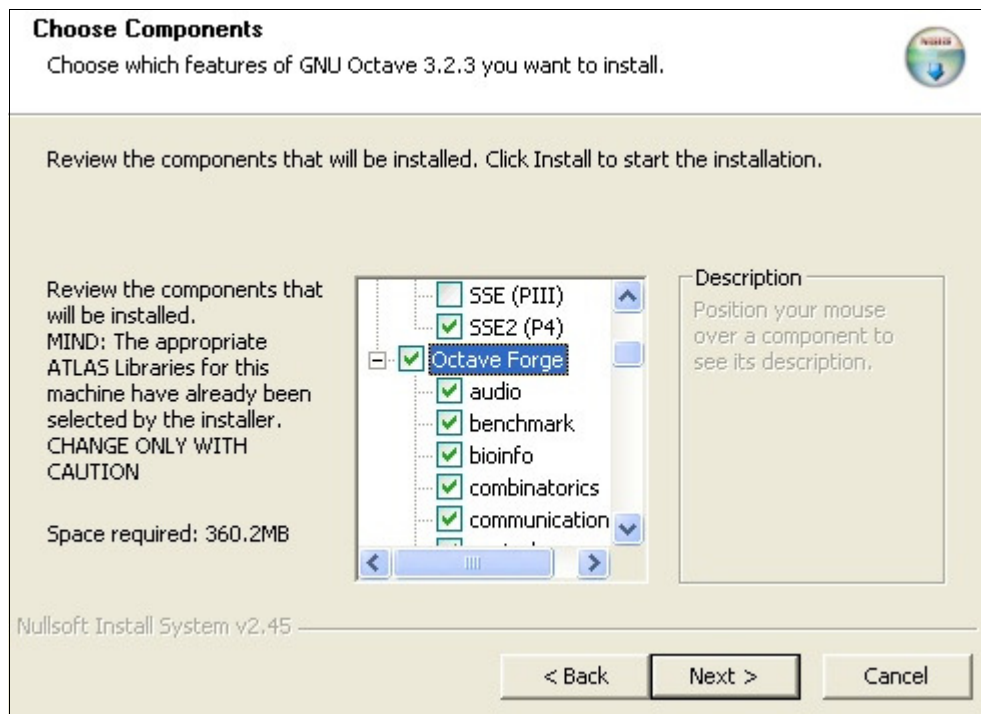 Choose Components
Choose which features of GNU Octave 3.2.3 you want to install.
Review the components that will be installed. Click Install to start the installation.
Review the components that
will be installed.
MIND: The appropriate
ATLAS Libraries for this
machine have already been
selected by the installer.
CHANGE ONLY WITH
CAUTION
Space required: 360.2MB
SSE (PIII)
SSE2 (P4)
Octave Forge
audio
benchmark
bioinfo
combinatorics
communication
Description
Position your mouse
over a component to
see its description.
Nullsoft Install System v2.45
< Back
Next >
Cancel